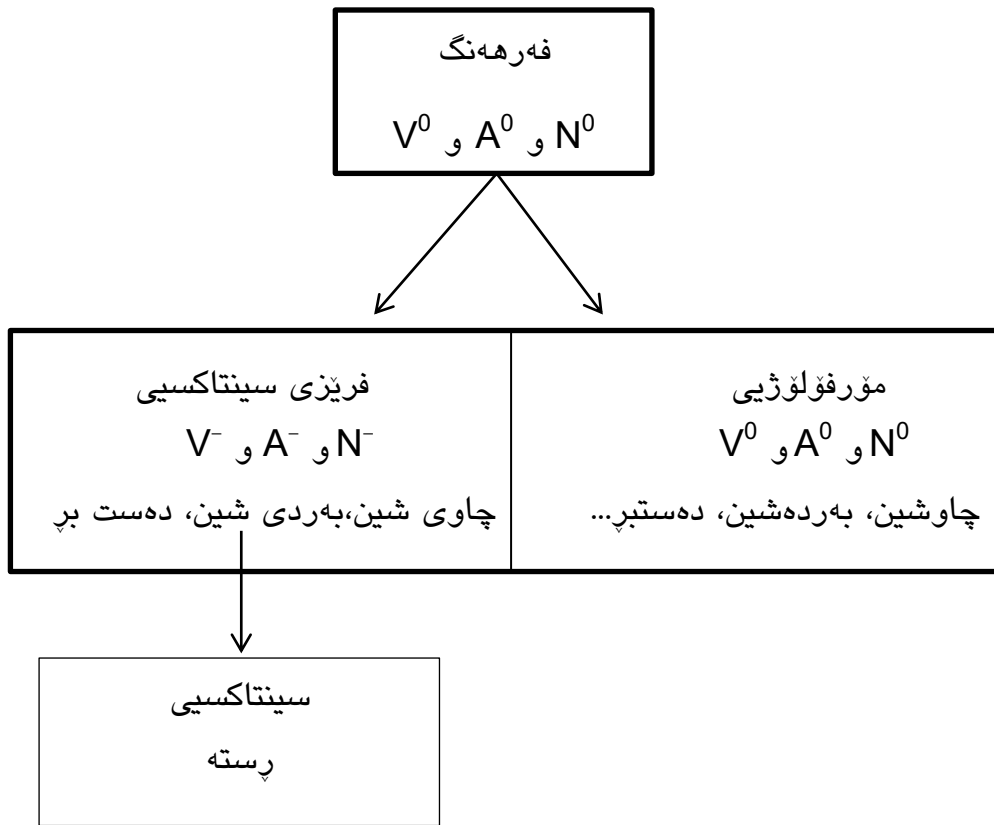 فەرهەنگ
N⁰ و A⁰ و V⁰
مۆرفۆلۆژیی
N⁰ و A⁰ و V⁰
چاوشین، بەردەشین، دەستبڕ...
فرێزی سینتاکسیی
N⁻ و A⁻ و V⁻
چاوی شین،بەردی شین، دەست بڕ
سینتاکسیی
ڕستە